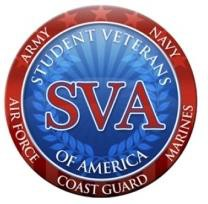 ARMY
NAVY
STUDENT VETERANS
SVA
OF AMERICA
AIR FORCE
MARINES
COAST GUARD